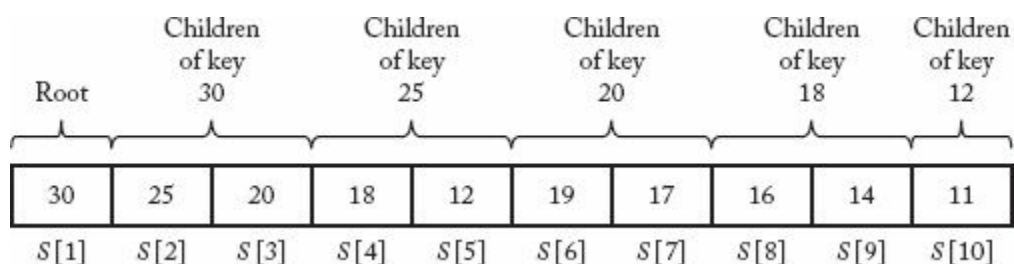 Children Children Children Children Children
of key of key of key of key of key
Root 30 25 20 18 12
30 25 20 18 12 19 17 16 14 11
S[1] S[2] S[3] S[4] S[5] S[6] S[7] S[8] S[9] S[10]